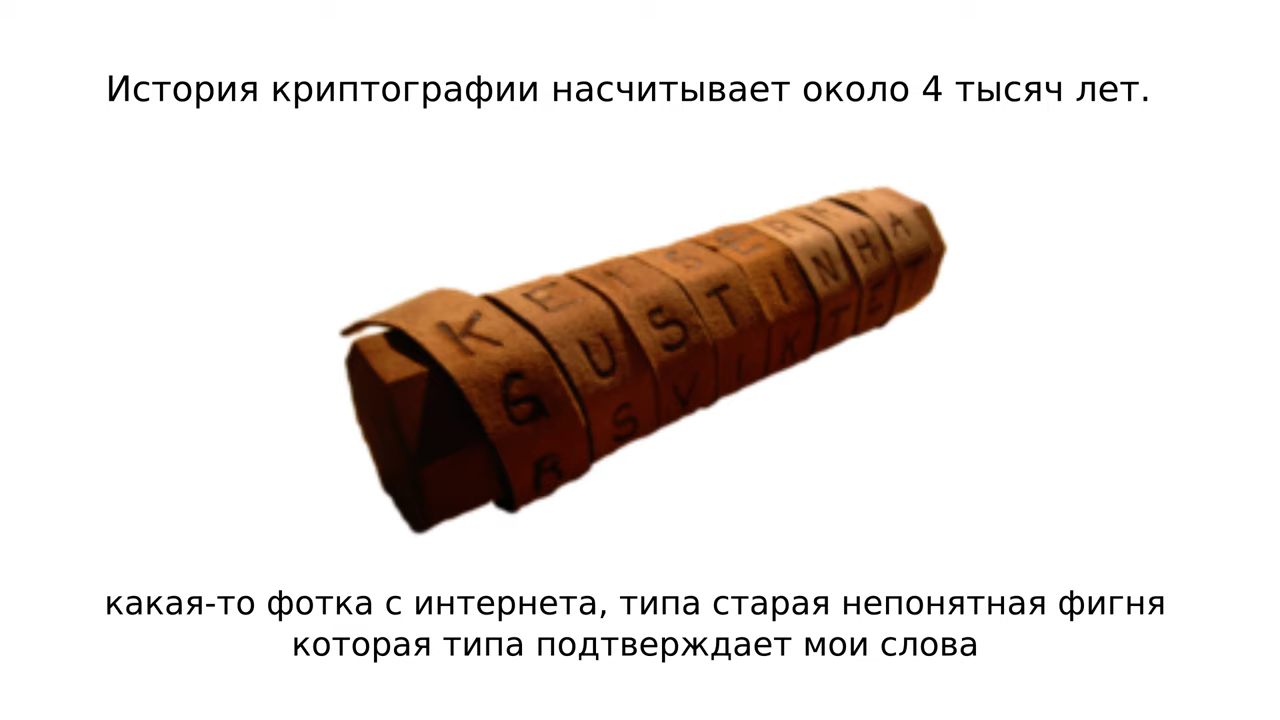 История криптографии насчитывает около 4 тысяч лет.
K E I S E R E
G U S T I N H A
R S V I K T E T
какая-то фотка с интернета, типа старая непонятная фигня
которая типа подтверждает мои слова